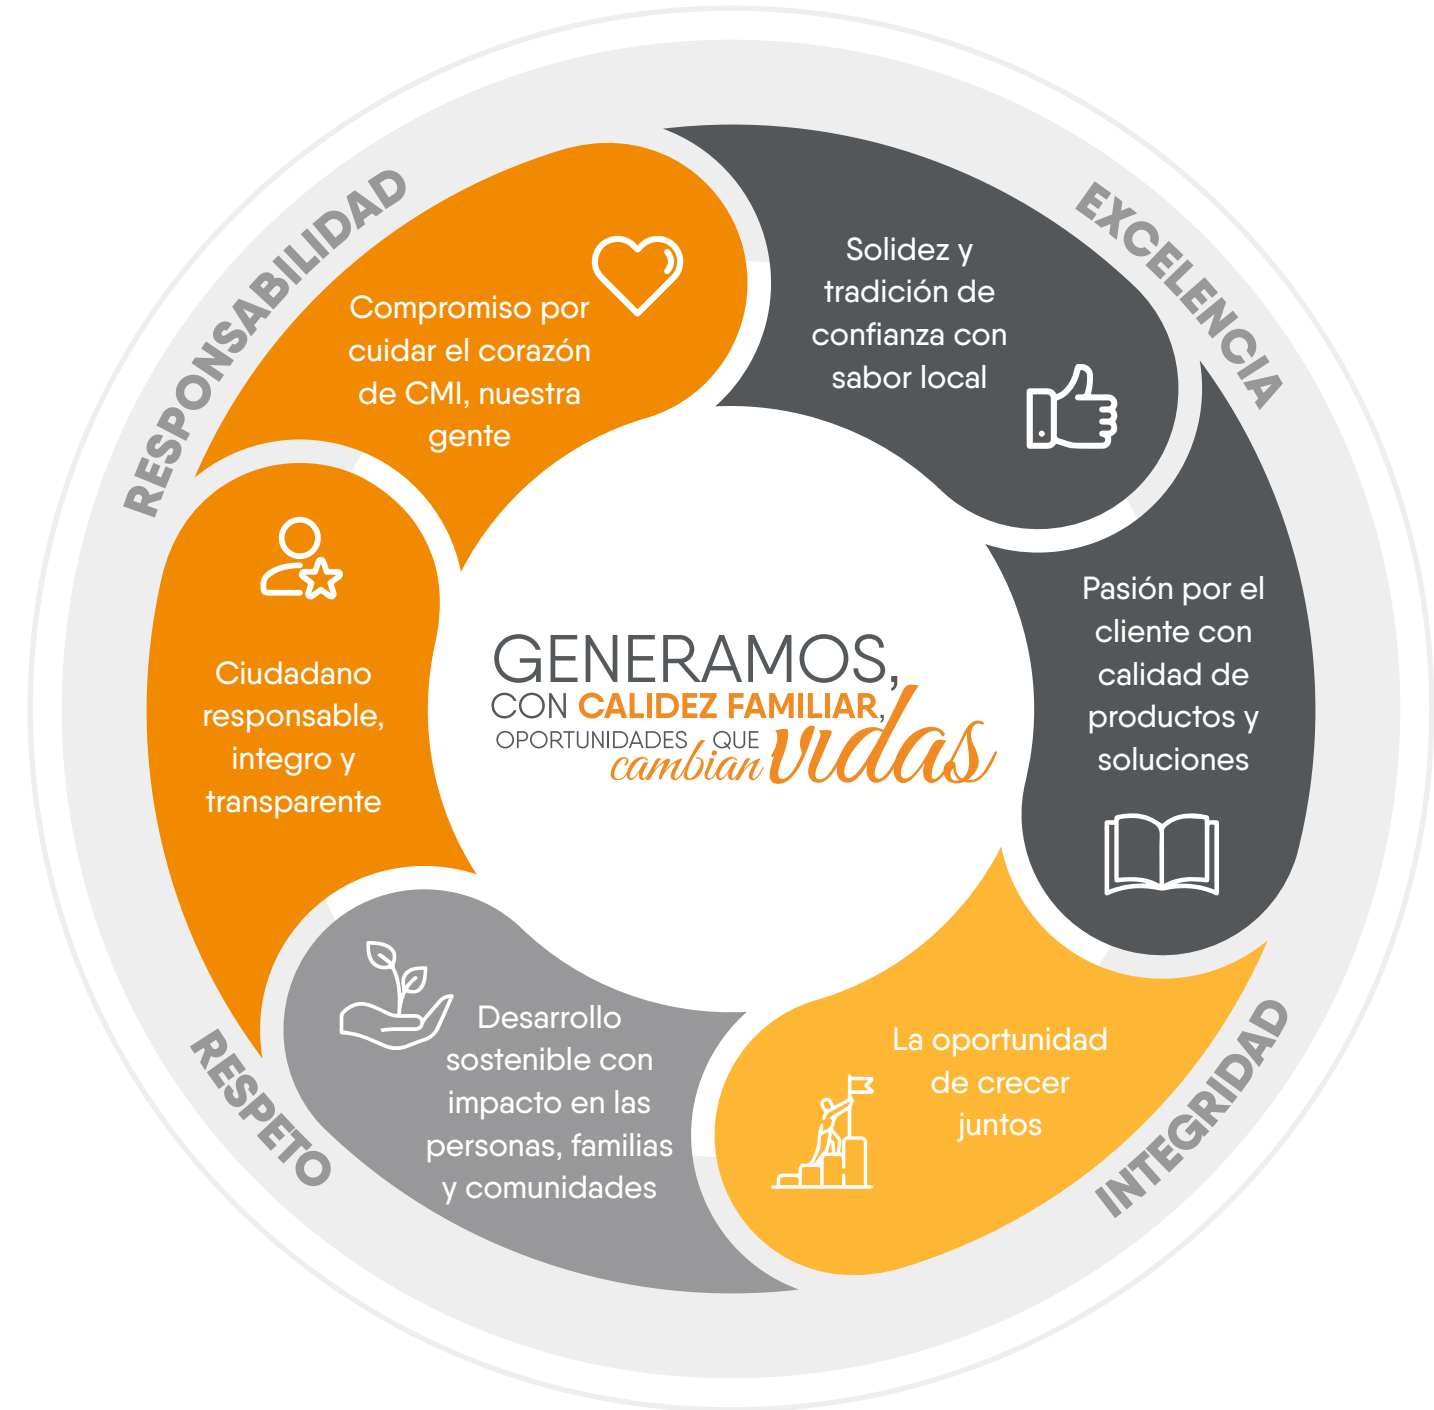 RESPONSABILIDAD
EXCELENCIA
Compromiso por
cuidar el corazón
de CMI, nuestra
gente
Solidez y
tradición de
confianza con
sabor local
Pasión por el
cliente con
calidad de
productos y
soluciones
Ciudadano
responsable,
integro y
transparente
GENERAMOS,
CON CALIDEZ FAMILIAR,
OPORTUNIDADES QUE
cambian vidas
Desarrollo
sostenible con
impacto en las
personas, familias
y comunidades
La oportunidad
de crecer
juntos
RESPETO
INTEGRIDAD